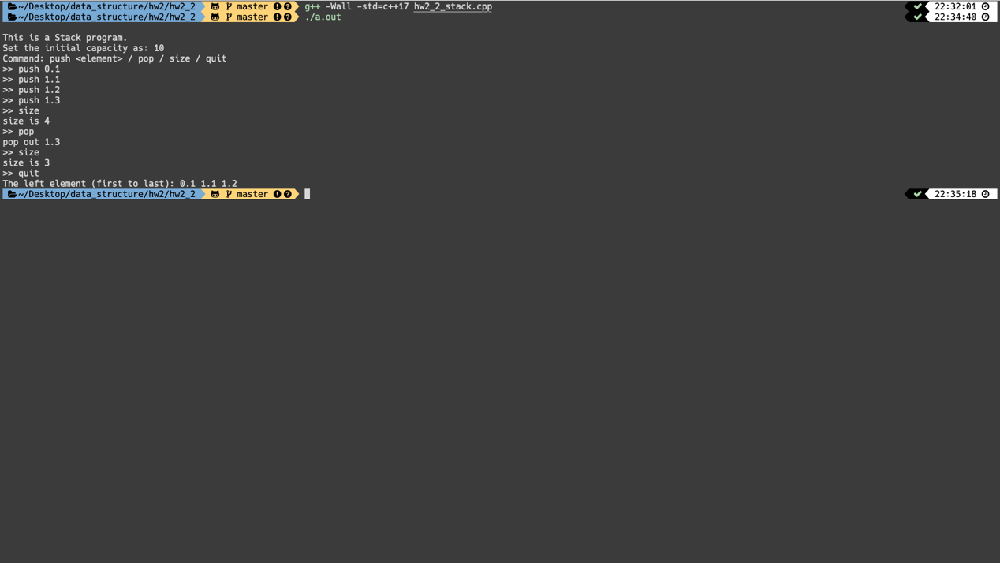 ~/Desktop/data_structure/hw2/hw2_2 master g++ -Wall -std=c++17 hw2_2_stack.cpp 22:32:01
~/Desktop/data_structure/hw2/hw2_2 master ./a.out 22:34:40
This is a Stack program.
Set the initial capacity as: 10
Command: push <element> / pop / size / quit
>> push 0.1
>> push 1.1
>> push 1.2
>> push 1.3
>> size
size is 4
>> pop
pop out 1.3
>> size
size is 3
>> quit
The left element (first to last): 0.1 1.1 1.2
~/Desktop/data_structure/hw2/hw2_2 master 22:35:18